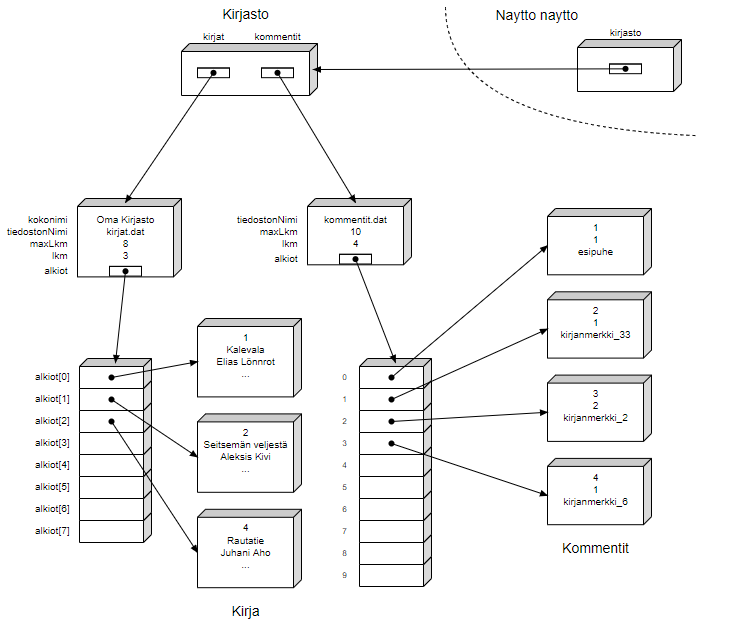 Kirjasto
Naytto naytto
kirjat
kommentit
kirjasto
kokonimi
tiedostonNimi
maxLkm
lkm
alkiot
Oma Kirjasto
kirjat.dat
8
3
tiedostonNimi
maxLkm
lkm
alkiot
kommentit.dat
10
4
1
1
esipuhe
2
1
kirjanmerkki_33
3
2
kirjanmerkki_2
4
1
kirjanmerkki_6
Kommentit
alkiot[0]
alkiot[1]
alkiot[2]
alkiot[3]
alkiot[4]
alkiot[5]
alkiot[6]
alkiot[7]
1
Kalevala
Elias Lönnrot
...
2
Seitsemän veljestä
Aleksis Kivi
...
4
Rautatie
Juhani Aho
...
Kirja
0
1
2
3
4
5
6
7
8
9